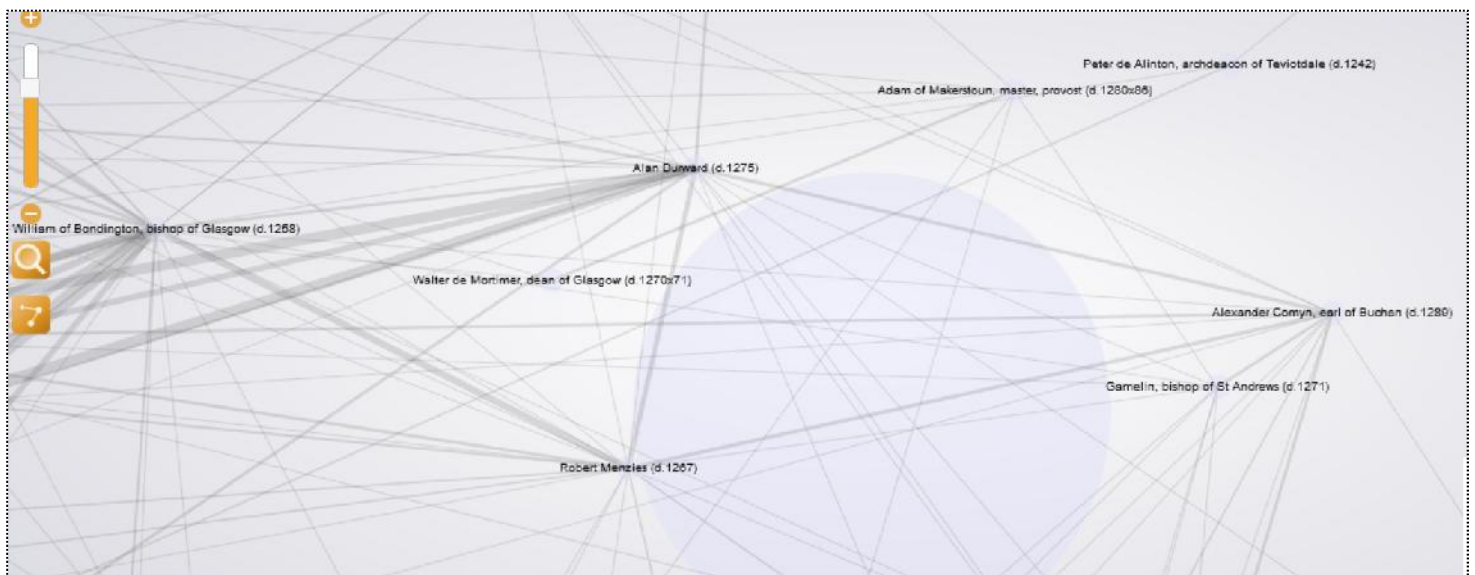 Peter de Alinton, archdeacon of Teviotdale (d.1242)
Adam of Makerstoun, master, provost (d.1280x86)
Alan Durward (d.1275)
William of Bondington, bishop of Glasgow (d.1258)
Walter de Mortimer, dean of Glasgow (d.1270x71)
Alexander Comyn, earl of Buchan (d.1289)
Gamelin, bishop of St Andrews (d.1271)
Robert Menzies (d.1267)